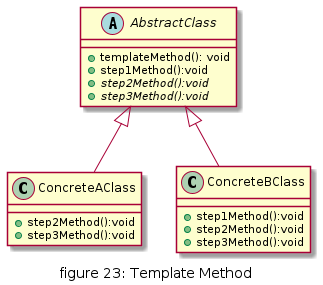 A AbstractClass
templateMethod(): void
step1Method():void
step2Method():void
step3Method():void
C ConcreteAClass
step2Method():void
step3Method():void
C ConcreteBClass
step1Method():void
step2Method():void
step3Method():void
figure 23: Template Method